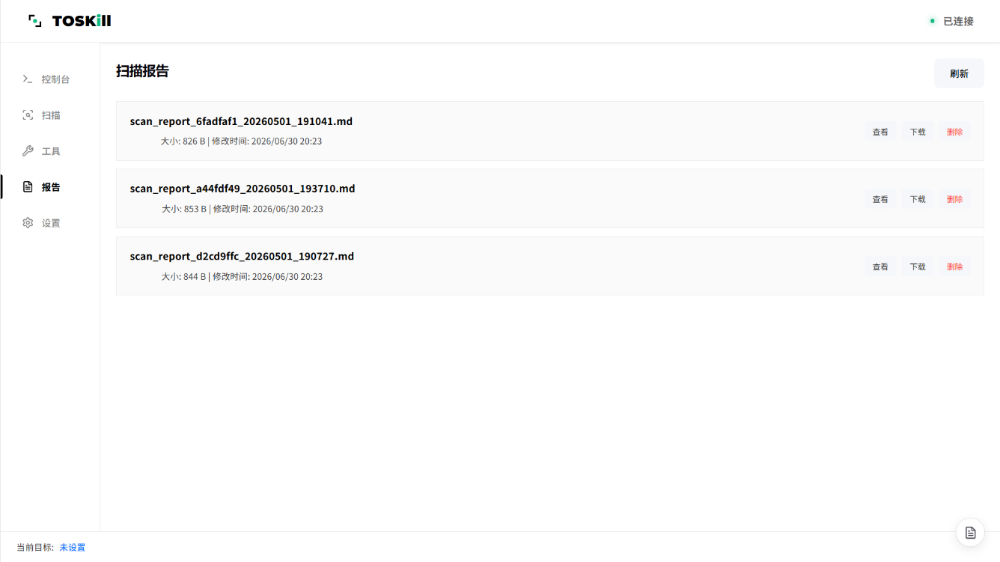 TOSKill
已连接
控制台
扫描
工具
报告
设置
扫描报告
刷新
scan_report_6fadfaf1_20260501_191041.md
大小: 826 B | 修改时间: 2026/06/30 20:23
查看 下载 删除
scan_report_a44fdf49_20260501_193710.md
大小: 853 B | 修改时间: 2026/06/30 20:23
查看 下载 删除
scan_report_d2cd9ffc_20260501_190727.md
大小: 844 B | 修改时间: 2026/06/30 20:23
查看 下载 删除
当前目标: 未设置